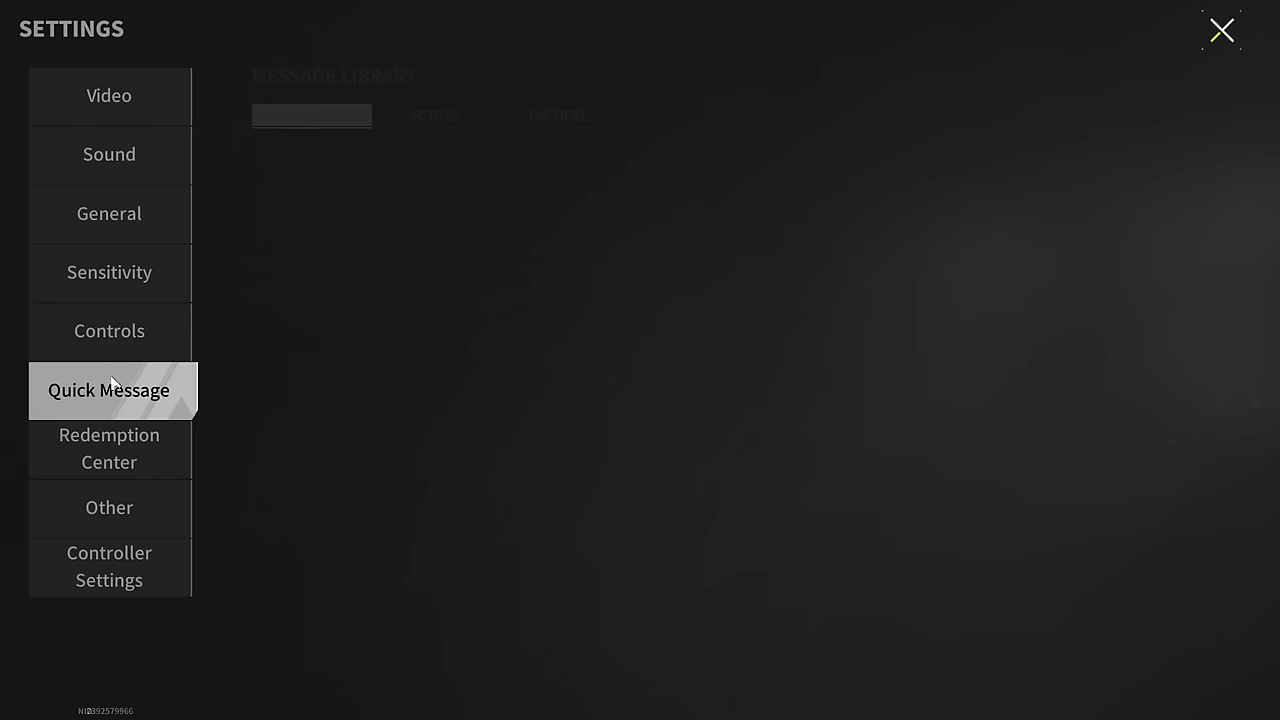 SETTINGS
Video
Sound
General
Sensitivity
Controls
Quick Message
Redemption
Center
Other
Controller
Settings
MESSAGE LIBRARY
ACTION
TACTICAL